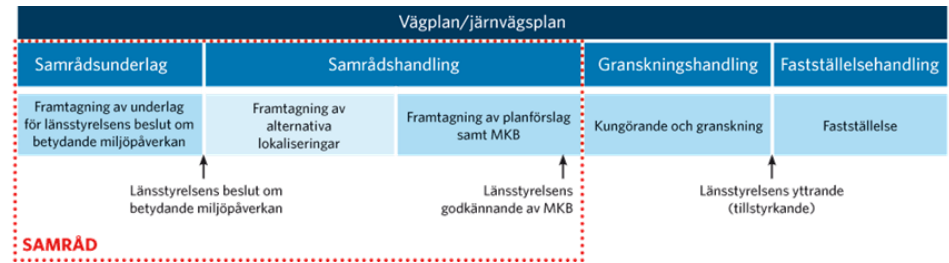 Vägplan/järnvägsplan
Samrådsunderlag
Samrådshandling
Granskningshandling
Fastställelsehandling
Framtagning av underlag
för länsstyrelsens beslut om
betydande miljöpåverkan
Framtagning av
alternativa
lokaliseringar
Framtagning av planförslag
samt MKB
Kungörande och granskning
Fastställelse
Länsstyrelsens beslut om
betydande miljöpåverkan
Länsstyrelsens
godkännande av MKB
Länsstyrelsens yttrande
(tillstyrkande)
SAMRÅD